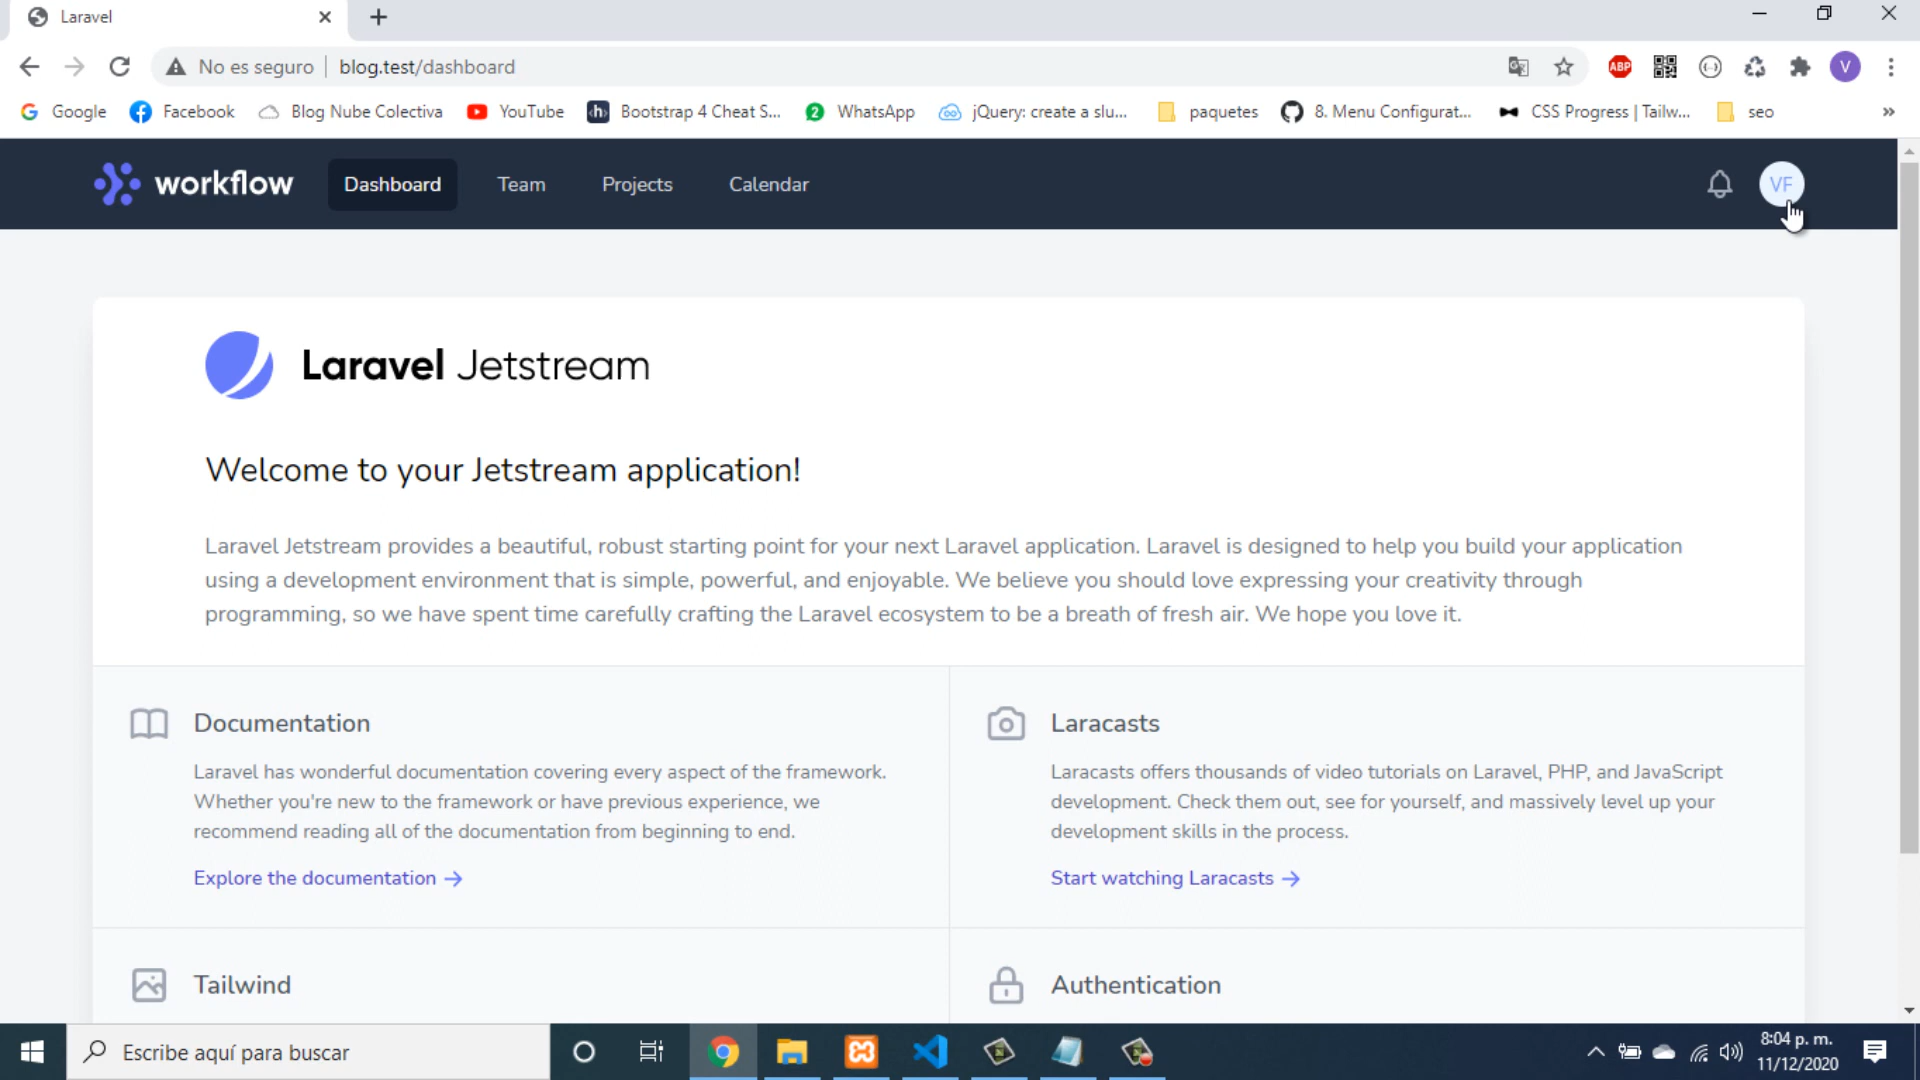 Laravel
No es seguro
blog.test/dashboard
ABP
V
Google
Facebook
Blog Nube Colectiva
YouTube
h
Bootstrap 4 Cheat S...
2
WhatsApp
jQuery: create a slu...
paquetes
8. Menu Configurat...
CSS Progress | Tailw...
seo
»
workflow
Dashboard
Team
Projects
Calendar
VF
Laravel Jetstream
Welcome to your Jetstream application!
Laravel Jetstream provides a beautiful, robust starting point for your next Laravel application. Laravel is designed to help you build your application
using a development environment that is simple, powerful, and enjoyable. We believe you should love expressing your creativity through
programming, so we have spent time carefully crafting the Laravel ecosystem to be a breath of fresh air. We hope you love it.
Documentation
Laravel has wonderful documentation covering every aspect of the framework.
Whether you're new to the framework or have previous experience, we
recommend reading all of the documentation from beginning to end.
Explore the documentation →
Laracasts
Laracasts offers thousands of video tutorials on Laravel, PHP, and JavaScript
development. Check them out, see for yourself, and massively level up your
development skills in the process.
Start watching Laracasts →
Tailwind
Authentication
Escribe aquí para buscar
8:04 p. m.
11/12/2020